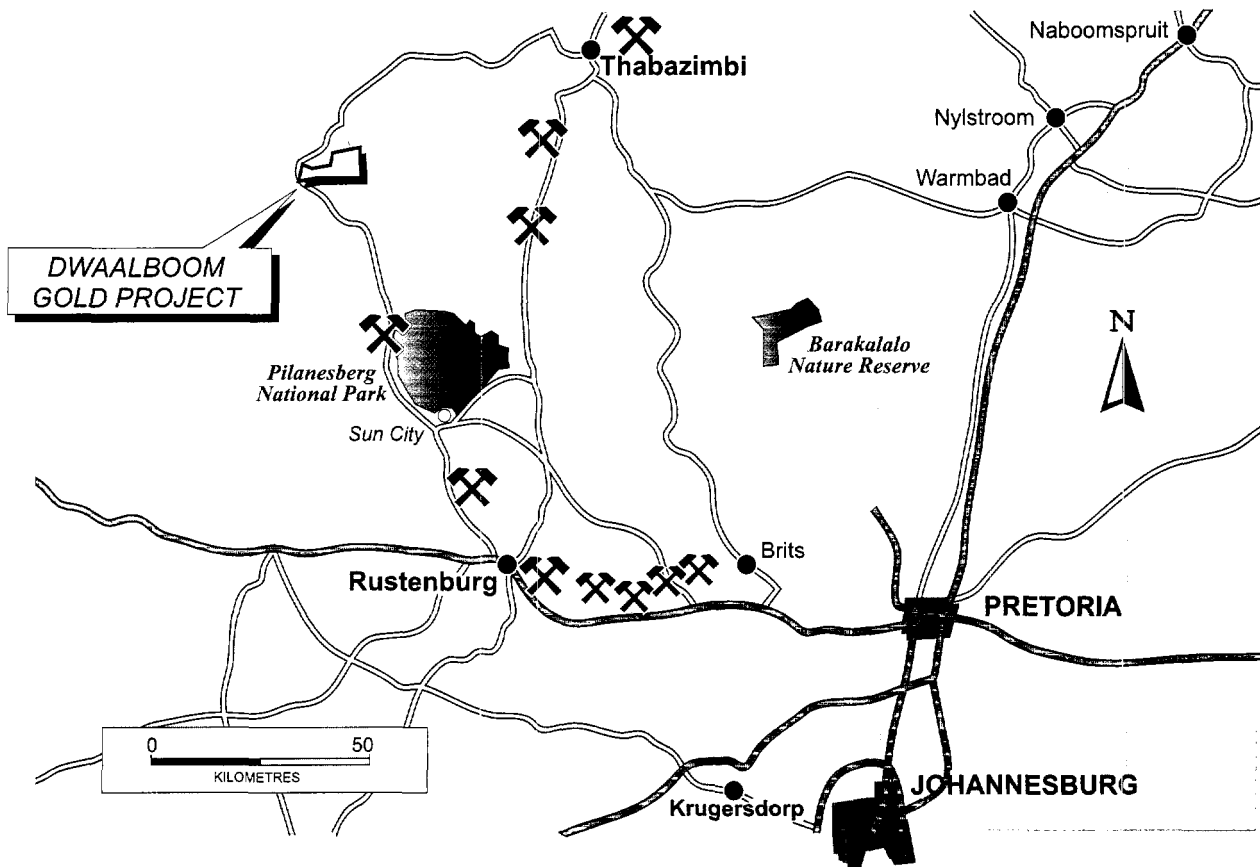 Naboomspruit
Thabazimbi
Nylstroom
Warmbad
DWAALBOOM
GOLD PROJECT
N
Barakalalo
Nature Reserve
Pilanesberg
National Park
Sun City
Brits
Rustenburg
PRETORIA
0 50
KILOMETRES
JOHANNESBURG
Krugersdorp